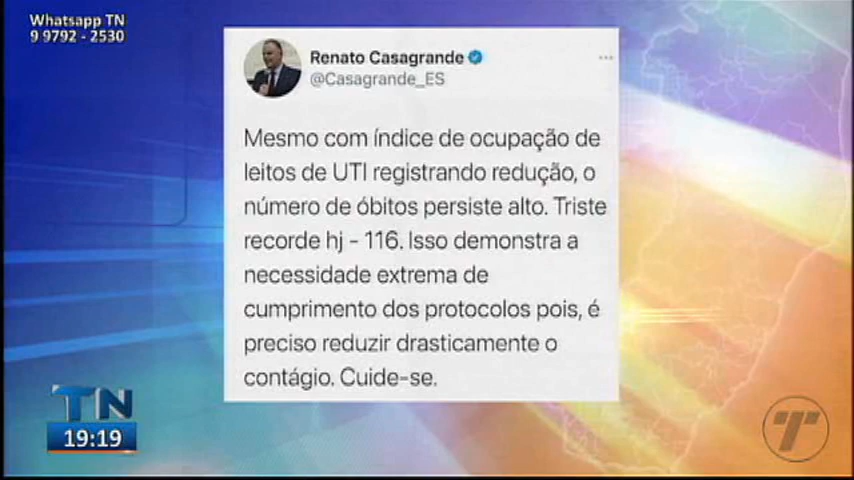 Whatsapp TN
9 9792 - 2530
Renato Casagrande
@Casagrande_ES
Mesmo com índice de ocupação de
leitos de UTI registrando redução, o
número de óbitos persiste alto. Triste
recorde hj - 116. Isso demonstra a
necessidade extrema de
cumprimento dos protocolos pois, é
preciso reduzir drasticamente o
contágio. Cuide-se.
TN
19:19
T